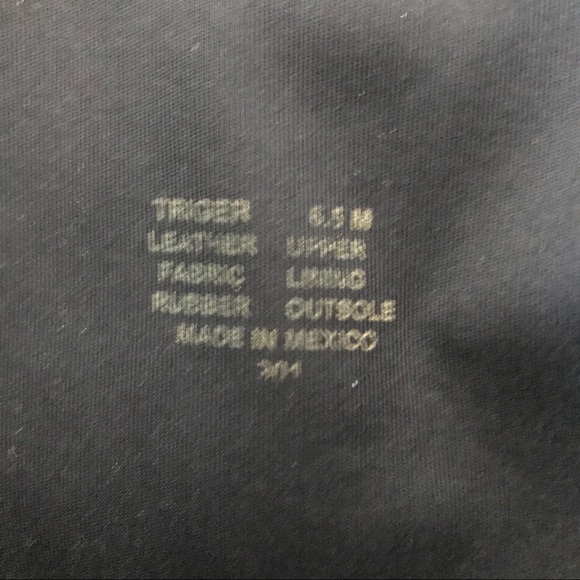 TRIGER 6.5 M
LEATHER UPPER
FABRIC LINING
RUBBER OUTSOLE
MADE IN MEXICO